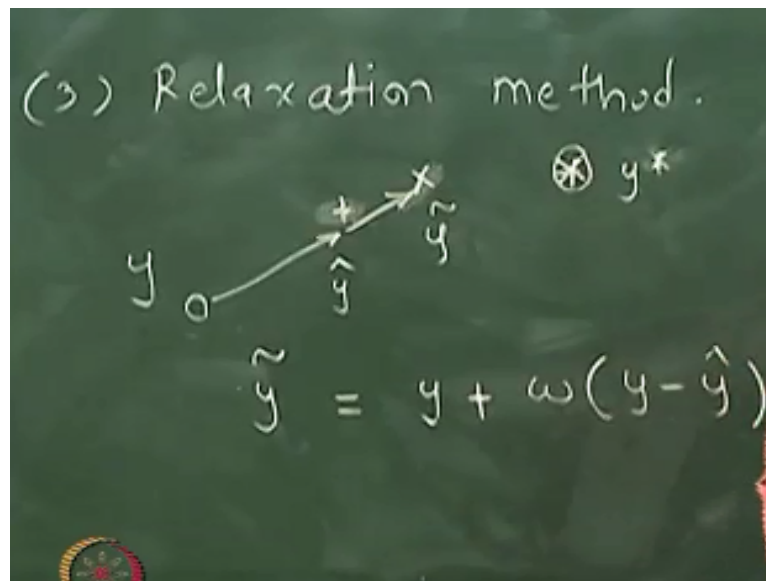 (3) Relaxation method.
y*
ỹ
ŷ
y
ỹ = y + ω(y - ŷ)